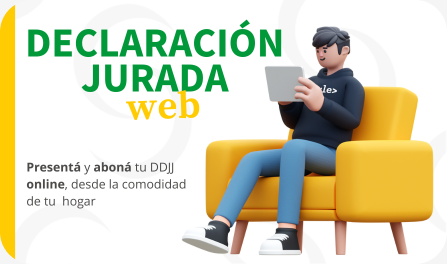 DECLARACIÓN
JURADA
web
Presentá y aboná tu DDJJ
online, desde la comodidad
de tu hogar